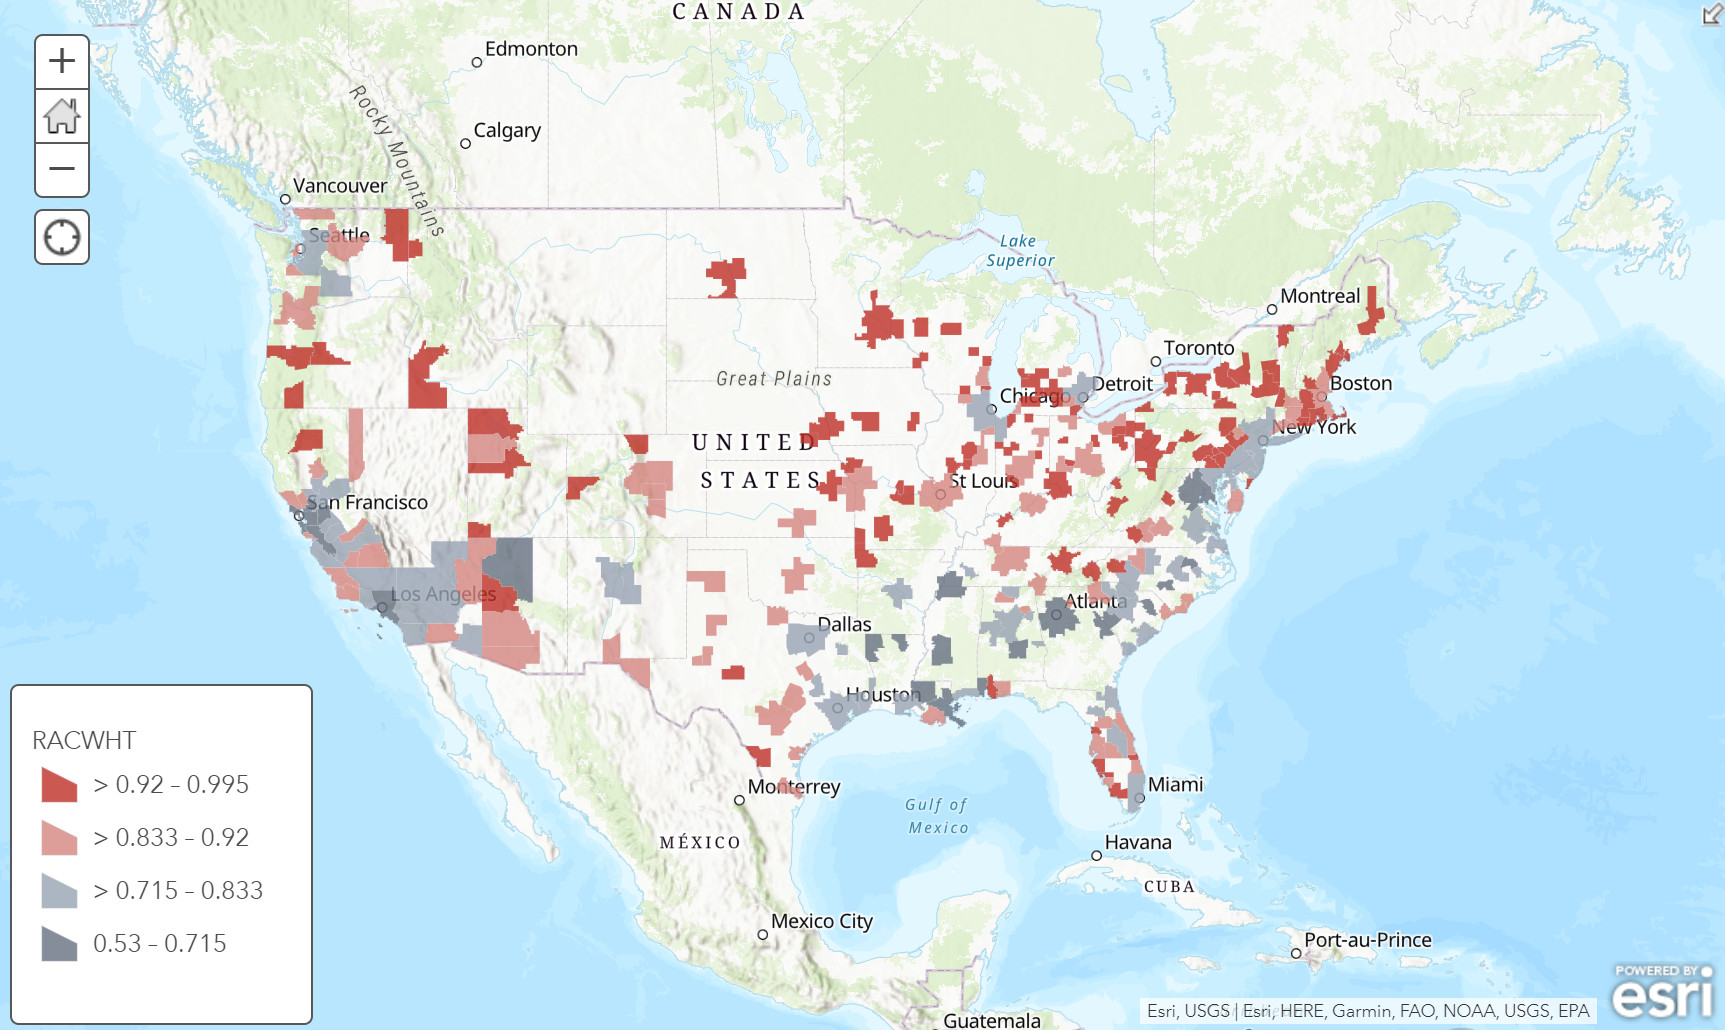 CANADA
Edmonton
Calgary
Rocky Mountains
Vancouver
Seattle
Lake
Superior
Montreal
Toronto
Great Plains
Detroit
Boston
Chicago
New York
UNITED
STATES
St Louis
San Francisco
Los Angeles
Atlanta
Dallas
Houston
Monterrey
Miami
Gulf of
Mexico
MÉXICO
Havana
CUBA
Mexico City
Port-au-Prince
Guatemala
RACWHT
> 0.92 – 0.995
> 0.833 – 0.92
> 0.715 – 0.833
0.53 – 0.715
POWERED BY
esri
Esri, USGS | Esri, HERE, Garmin, FAO, NOAA, USGS, EPA